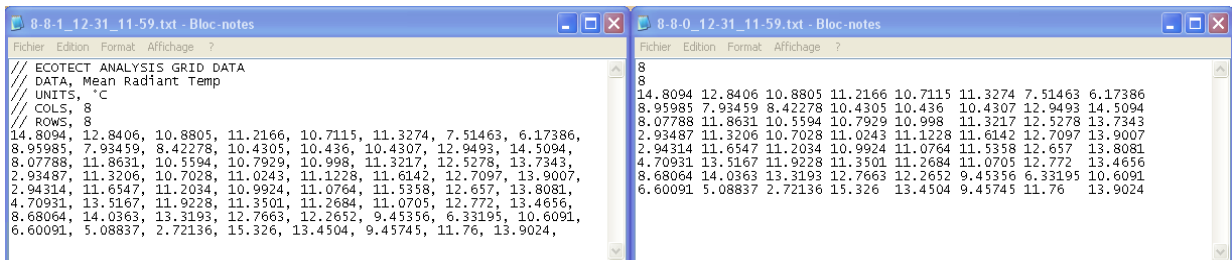 8-8-1_12-31_11-59.txt - Bloc-notes
Fichier Edition Format Affichage ?
// ECOTECT ANALYSIS GRID DATA
// DATA, Mean Radiant Temp
// UNITS, °C
// COLS, 8
// ROWS, 8
14.8094, 12.8406, 10.8805, 11.2166, 10.7115, 11.3274, 7.51463, 6.17386,
8.95985, 7.93459, 8.42278, 10.4305, 10.436, 10.4307, 12.9493, 14.5094,
8.07788, 11.8631, 10.5594, 10.7929, 10.998, 11.3217, 12.5278, 13.7343,
2.93487, 11.3206, 10.7028, 11.0243, 11.1228, 11.6142, 12.7097, 13.9007,
2.94314, 11.6547, 11.2034, 10.9924, 11.0764, 11.5358, 12.657, 13.8081,
4.70931, 13.5167, 11.9228, 11.3501, 11.2684, 11.0705, 12.772, 13.4656,
8.68064, 14.0363, 13.3193, 12.7663, 12.2652, 9.45356, 6.33195, 10.6091,
6.60091, 5.08837, 2.72136, 15.326, 13.4504, 9.45745, 11.76, 13.9024,
8-8-0_12-31_11-59.txt - Bloc-notes
Fichier Edition Format Affichage ?
8
8
14.8094 12.8406 10.8805 11.2166 10.7115 11.3274 7.51463 6.17386
8.95985 7.93459 8.42278 10.4305 10.436 10.4307 12.9493 14.5094
8.07788 11.8631 10.5594 10.7929 10.998 11.3217 12.5278 13.7343
2.93487 11.3206 10.7028 11.0243 11.1228 11.6142 12.7097 13.9007
2.94314 11.6547 11.2034 10.9924 11.0764 11.5358 12.657 13.8081
4.70931 13.5167 11.9228 11.3501 11.2684 11.0705 12.772 13.4656
8.68064 14.0363 13.3193 12.7663 12.2652 9.45356 6.33195 10.6091
6.60091 5.08837 2.72136 15.326 13.4504 9.45745 11.76 13.9024